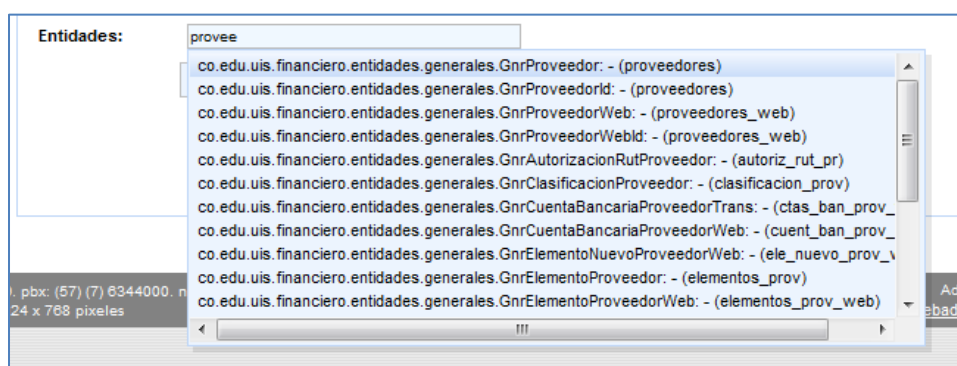 Entidades: provee
co.edu.uis.financiero.entidades.generales.GnrProveedor: - (proveedores)
co.edu.uis.financiero.entidades.generales.GnrProveedorId: - (proveedores)
co.edu.uis.financiero.entidades.generales.GnrProveedorWeb: - (proveedores_web)
co.edu.uis.financiero.entidades.generales.GnrProveedorWebId: - (proveedores_web)
co.edu.uis.financiero.entidades.generales.GnrAutorizacionRutProveedor: - (autoriz_rut_pr)
co.edu.uis.financiero.entidades.generales.GnrClasificacionProveedor: - (clasificacion_prov)
co.edu.uis.financiero.entidades.generales.GnrCuentaBancariaProveedorTrans: - (ctas_ban_prov_
co.edu.uis.financiero.entidades.generales.GnrCuentaBancariaProveedorWeb: - (cuent_ban_prov_
co.edu.uis.financiero.entidades.generales.GnrElementoNuevoProveedorWeb: - (ele_nuevo_prov_
co.edu.uis.financiero.entidades.generales.GnrElementoProveedor: - (elementos_prov)
co.edu.uis.financiero.entidades.generales.GnrElementoProveedorWeb: - (elementos_prov_web)
. pbx: (57) (7) 6344000. Ad
24 x 768 pixeles ebad